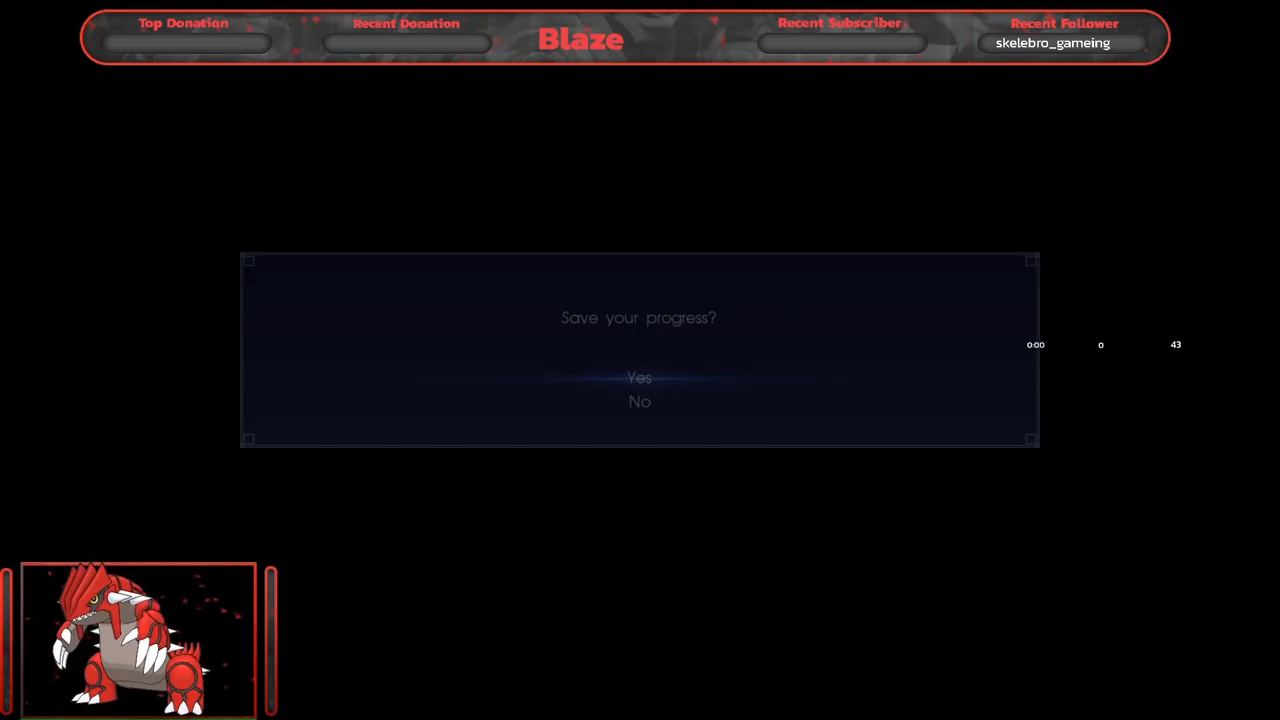 Top Donation
Recent Donation
Blaze
Recent Subscriber
Recent Follower
skelebro_gameing
Save your progress?
0:00 0 43
Yes
No